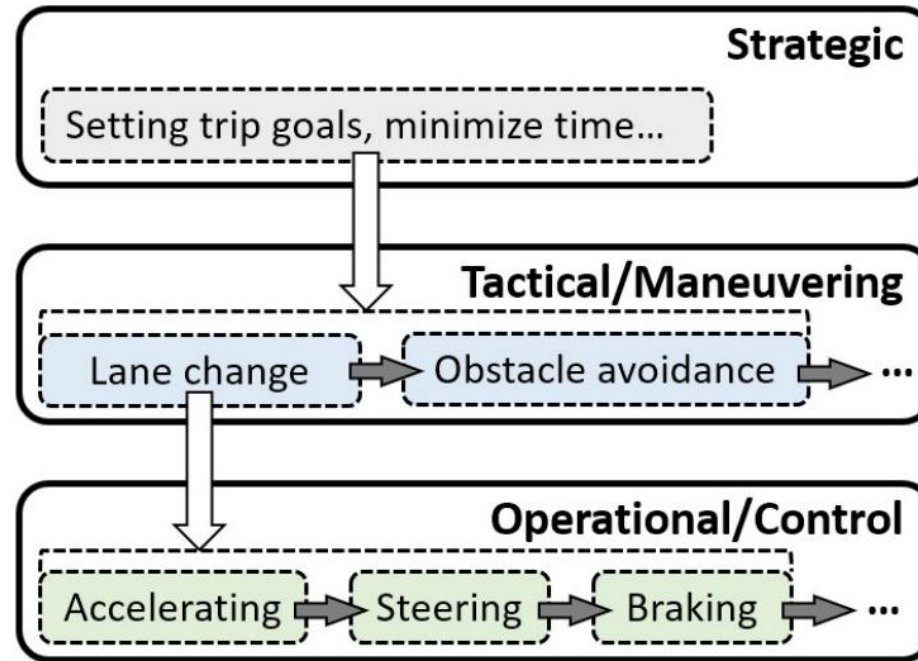 Strategic
Setting trip goals, minimize time...
Tactical/Maneuvering
Lane change
Obstacle avoidance
...
Operational/Control
Accelerating
Steering
Braking
...